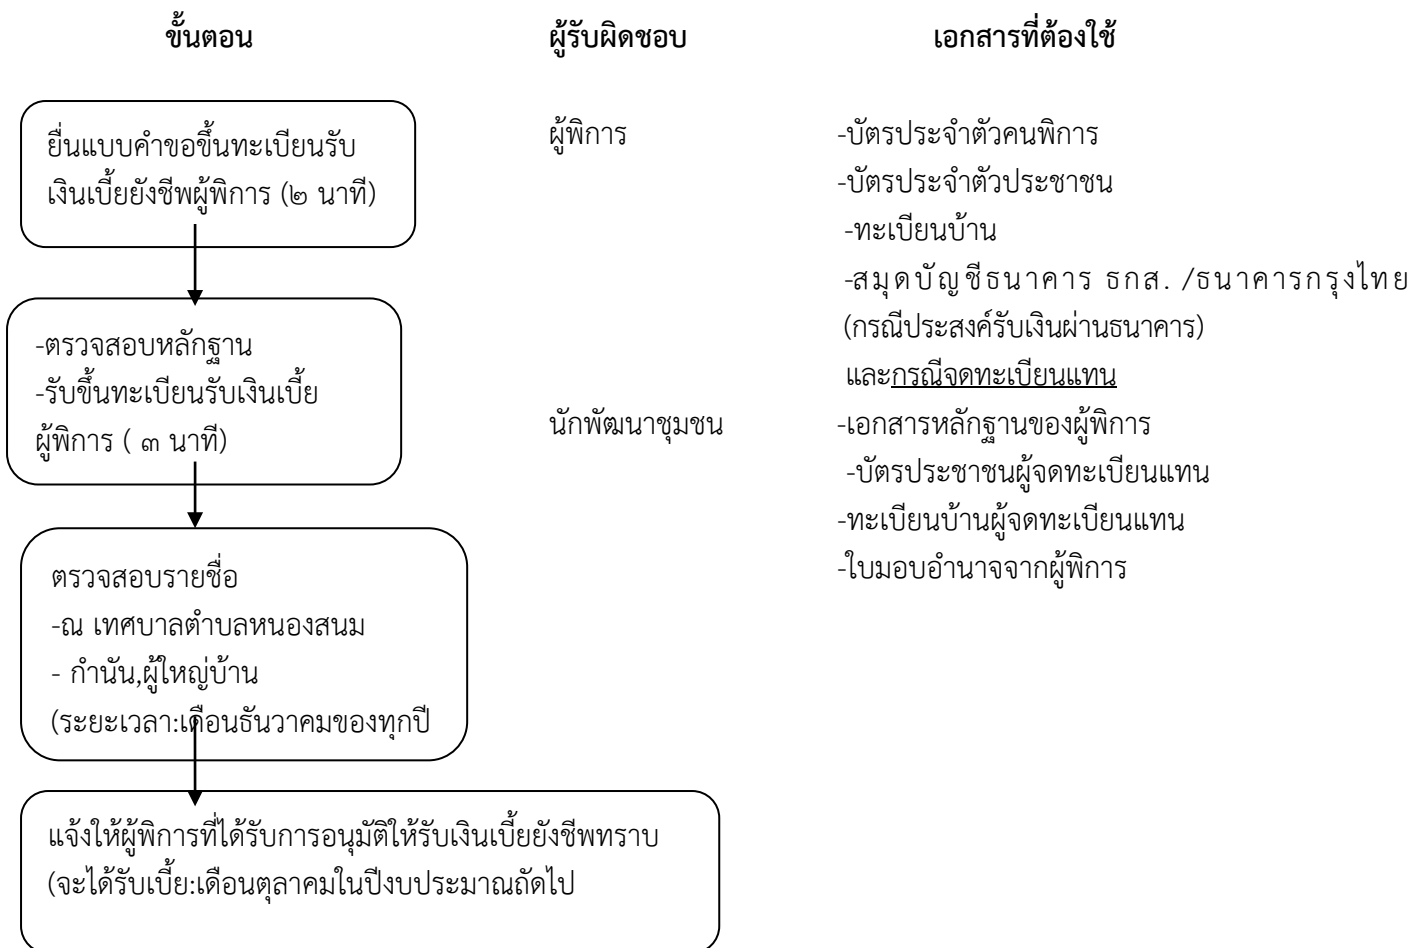 ขั้นตอน
ผู้รับผิดชอบ
เอกสารที่ต้องใช้
ยื่นแบบคำขอขึ้นทะเบียนรับ
เงินเบี้ยยังชีพผู้พิการ (๒ นาที)
-ตรวจสอบหลักฐาน
-รับขึ้นทะเบียนรับเงินเบี้ย
ผู้พิการ ( ๓ นาที)
ตรวจสอบรายชื่อ
-ณ เทศบาลตำบลหนองสนม
- กำนัน,ผู้ใหญ่บ้าน
(ระยะเวลา:เดือนธันวาคมของทุกปี
แจ้งให้ผู้พิการที่ได้รับการอนุมัติให้รับเงินเบี้ยยังชีพทราบ
(จะได้รับเบี้ย:เดือนตุลาคมในปีงบประมาณถัดไป
ผู้พิการ
นักพัฒนาชุมชน
-บัตรประจำตัวคนพิการ
-บัตรประจำตัวประชาชน
-ทะเบียนบ้าน
-สมุดบัญชีธนาคาร ธกส. /ธนาคารกรุงไทย
(กรณีประสงค์รับเงินผ่านธนาคาร)
และกรณีจดทะเบียนแทน
-เอกสารหลักฐานของผู้พิการ
-บัตรประชาชนผู้จดทะเบียนแทน
-ทะเบียนบ้านผู้จดทะเบียนแทน
-ใบมอบอำนาจจากผู้พิการ